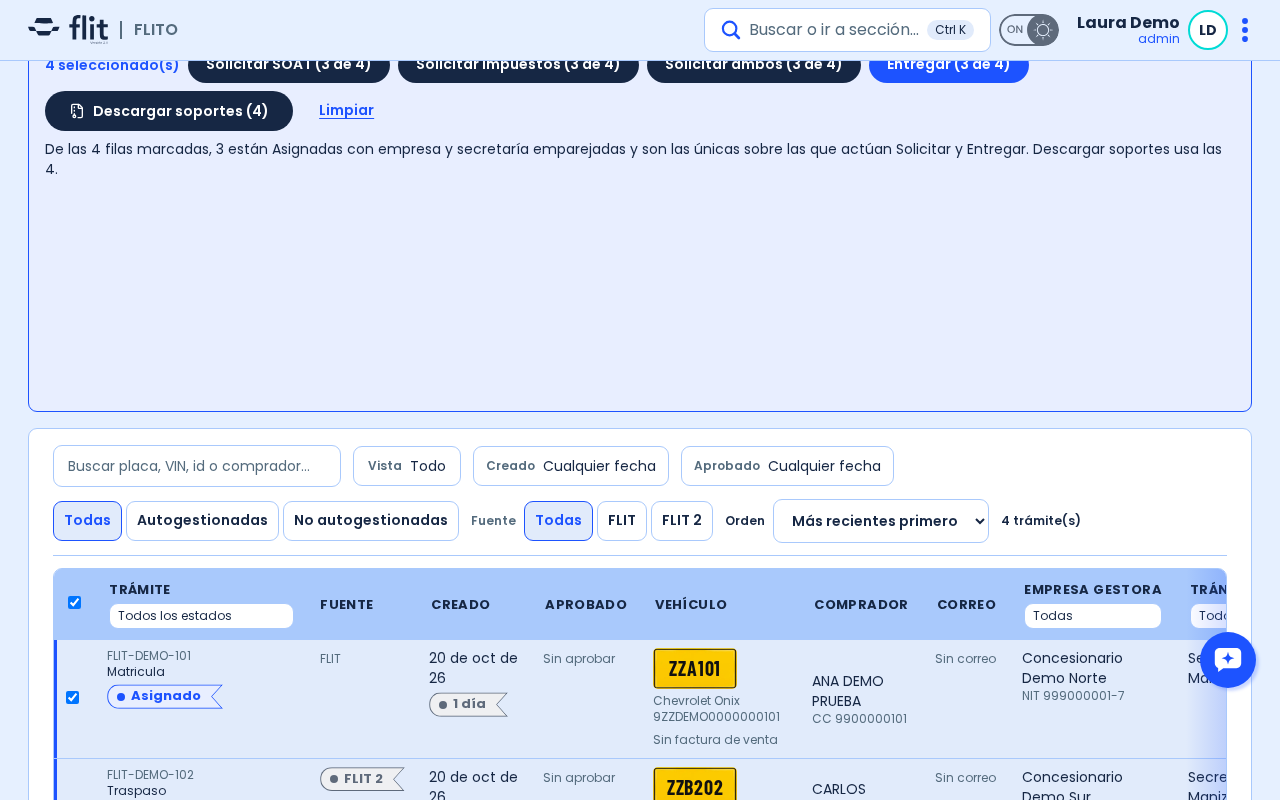 flit | FLITO
Buscar o ir a sección... Ctrl K
ON
Laura Demo
admin
LD
4 seleccionado(s) Solicitar SOAT (3 de 4) Solicitar impuestos (3 de 4) Solicitar ambos (3 de 4) Entregar (3 de 4)
Descargar soportes (4) Limpiar
De las 4 filas marcadas, 3 están Asignadas con empresa y secretaría emparejadas y son las únicas sobre las que actúan Solicitar y Entregar. Descargar soportes usa las
4.
Buscar placa, VIN, id o comprador... Vista Todo Creado Cualquier fecha Aprobado Cualquier fecha
Todas Autogestionadas No autogestionadas Fuente Todas FLIT FLIT 2 Orden Más recientes primero 4 trámite(s)
TRÁMITE FUENTE CREADO APROBADO VEHÍCULO COMPRADOR CORREO EMPRESA GESTORA
Todos los estados Todas
FLIT-DEMO-101
Matricula
Asignado
FLIT
20 de oct de
26
1 día
Sin aprobar
ZZA101
Chevrolet Onix
9ZZDEMO0000000101
Sin factura de venta
ANA DEMO
PRUEBA
CC 9900000101
Sin correo
Concesionario
Demo Norte
NIT 999000001-7
FLIT-DEMO-102
Traspaso
FLIT 2
20 de oct de
26
Sin aprobar
ZZB202
CARLOS
Sin correo
Concesionario
Demo Sur